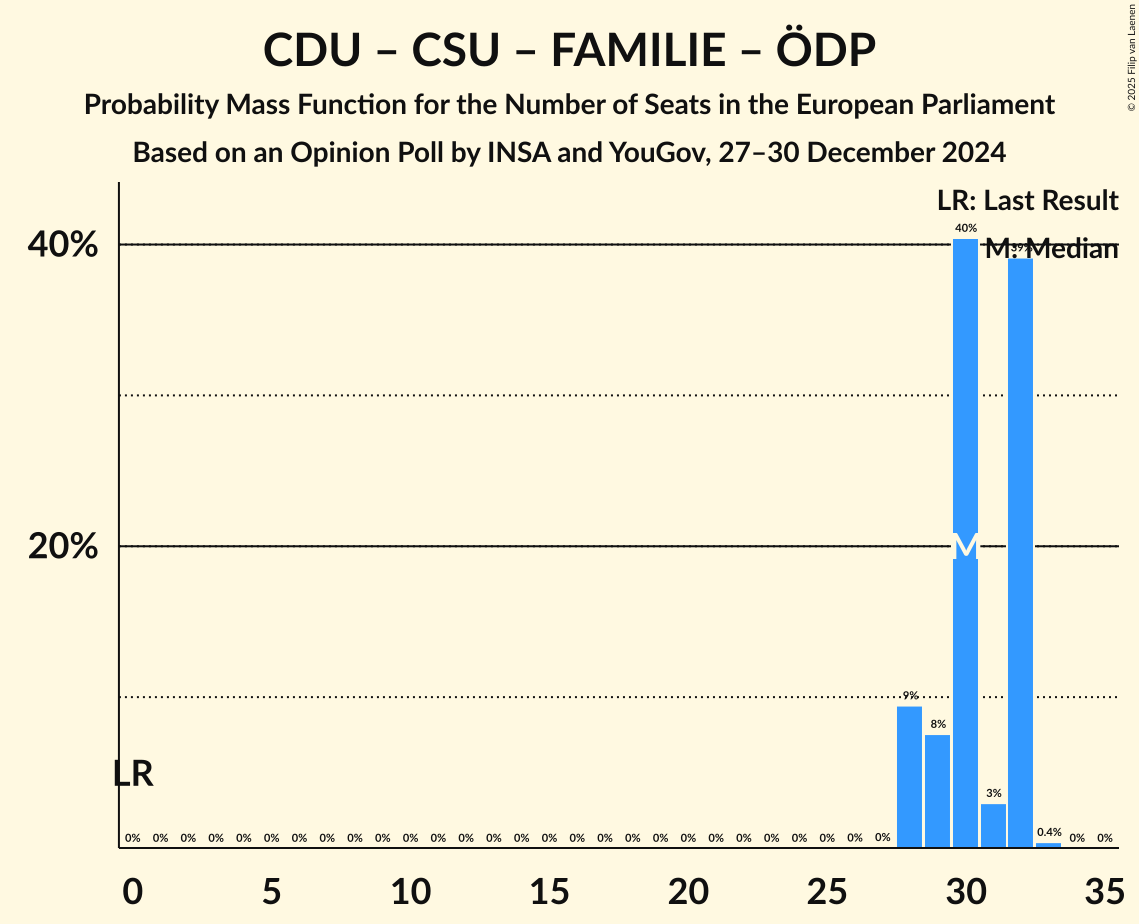 CDU – CSU – FAMILIE – ÖDP
Probability Mass Function for the Number of Seats in the European Parliament
Based on an Opinion Poll by INSA and YouGov, 27–30 December 2024
© 2025 Filip van Laenen
LR: Last Result
M: Median
40%
20%
40%
39%
9%
8%
3%
0.4%
M
LR
0% 0% 0% 0% 0% 0% 0% 0% 0% 0% 0% 0% 0% 0% 0% 0% 0% 0% 0% 0% 0% 0% 0% 0% 0% 0% 0% 0% 0% 0%
0 5 10 15 20 25 30 35